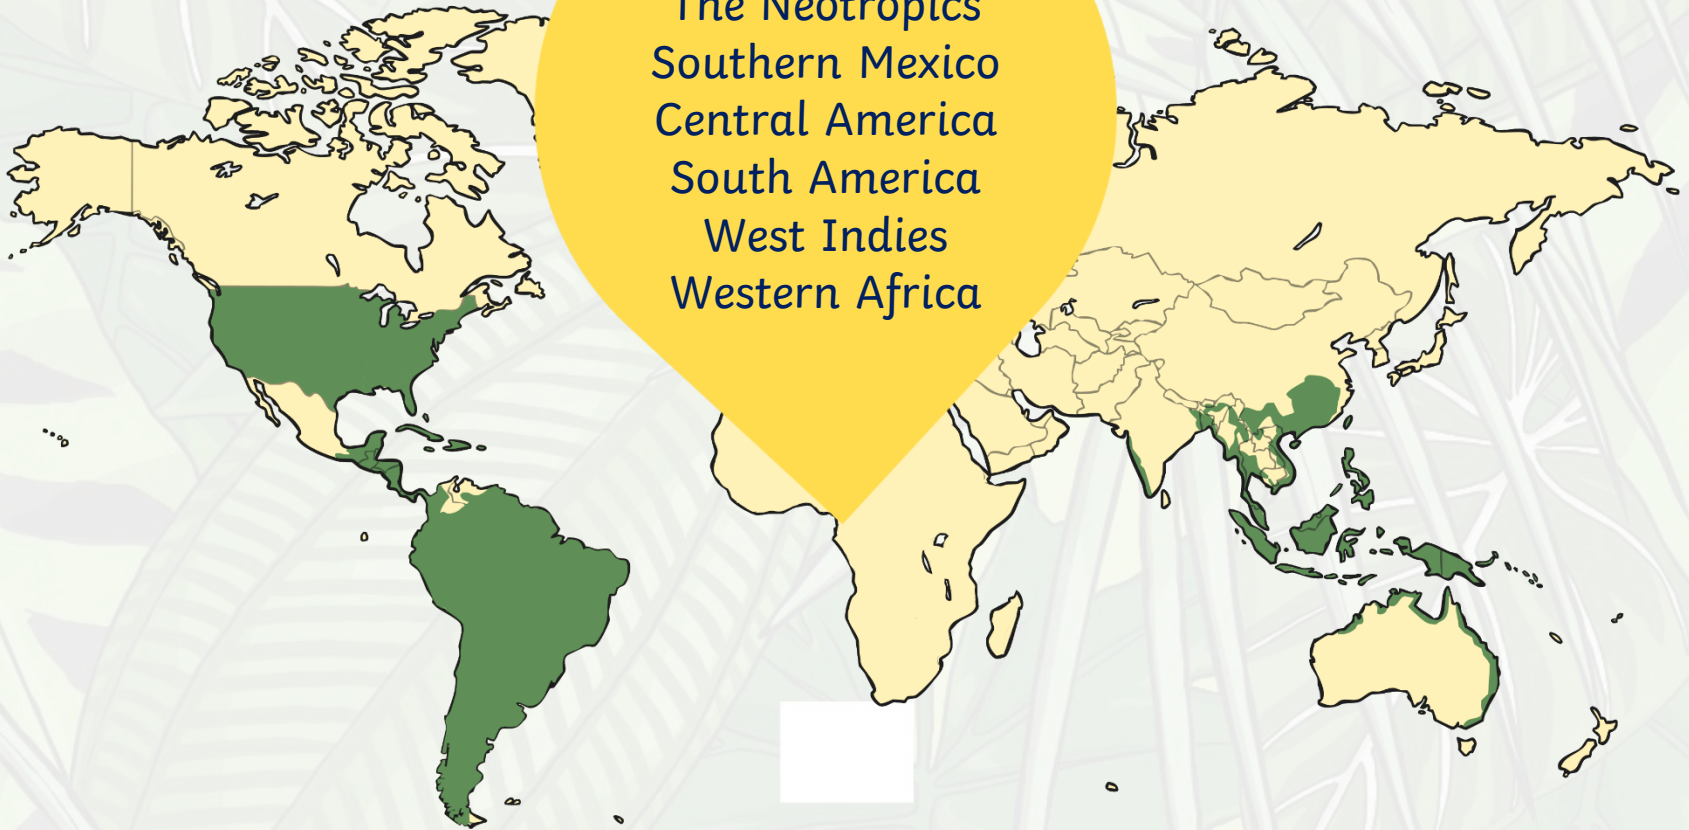 The Neotropics
Southern Mexico
Central America
South America
West Indies
Western Africa